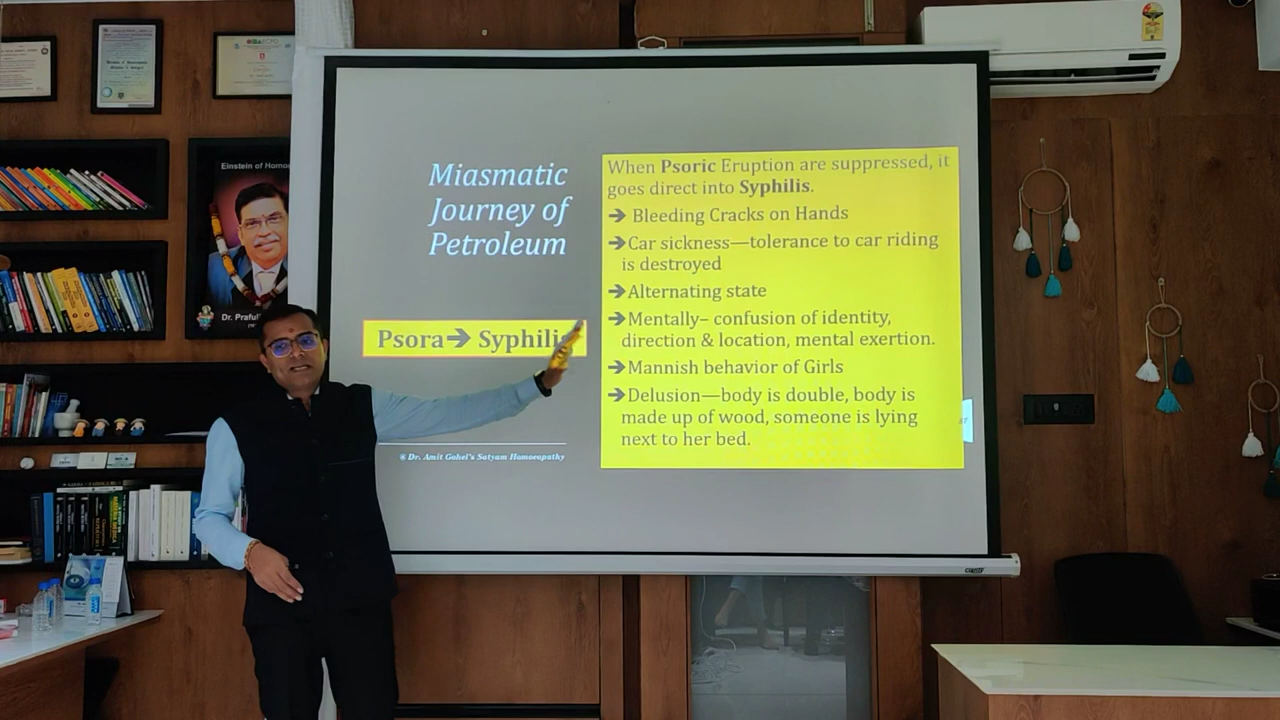 Einstein of Homo
Dr. Prafull
Miasmatic
Journey of
Petroleum
Psora➔ Syphilis
® Dr. Amit Gohel's Satyam Homoeopathy
When Psoric Eruption are suppressed, it
goes direct into Syphilis.
➔ Bleeding Cracks on Hands
➔Car sickness—tolerance to car riding
is destroyed
➔Alternating state
➔Mentally– confusion of identity,
direction & location, mental exertion.
➔Mannish behavior of Girls
➔Delusion—body is double, body is
made up of wood, someone is lying
next to her bed.
37